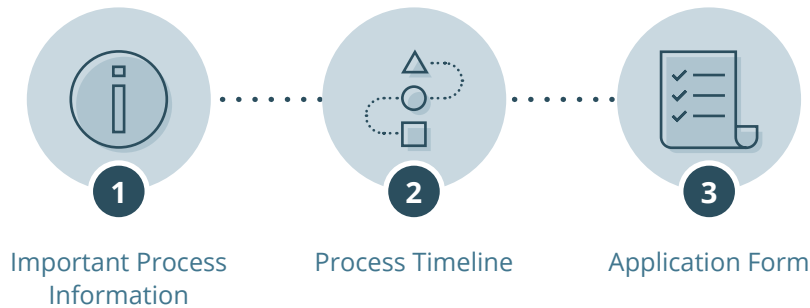 1
2
3
Important Process
Information
Process Timeline
Application Form